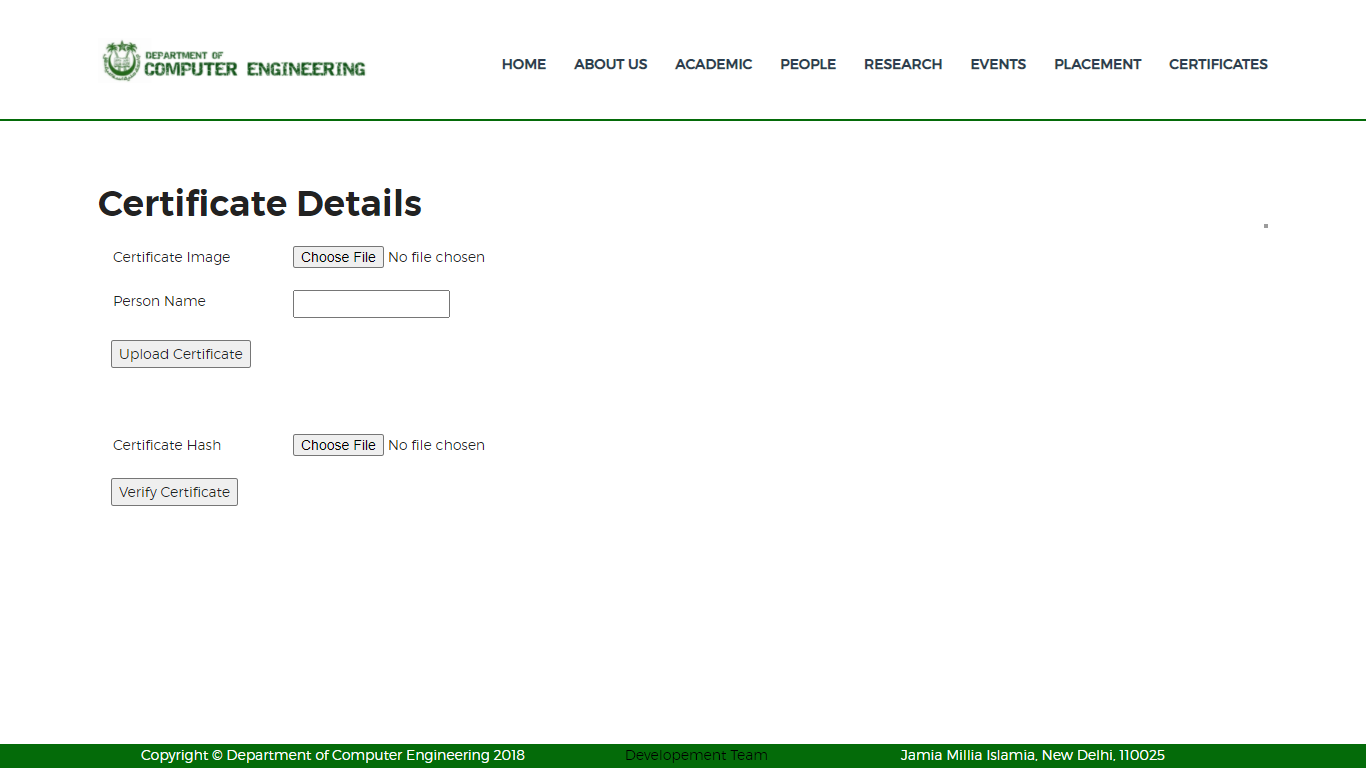 DEPARTMENT OF
COMPUTER ENGINEERING
HOME ABOUT US ACADEMIC PEOPLE RESEARCH EVENTS PLACEMENT CERTIFICATES
Certificate Details
Certificate Image Choose File No file chosen
Person Name
Upload Certificate
Certificate Hash Choose File No file chosen
Verify Certificate
Copyright © Department of Computer Engineering 2018 Developement Team Jamia Millia Islamia, New Delhi, 110025